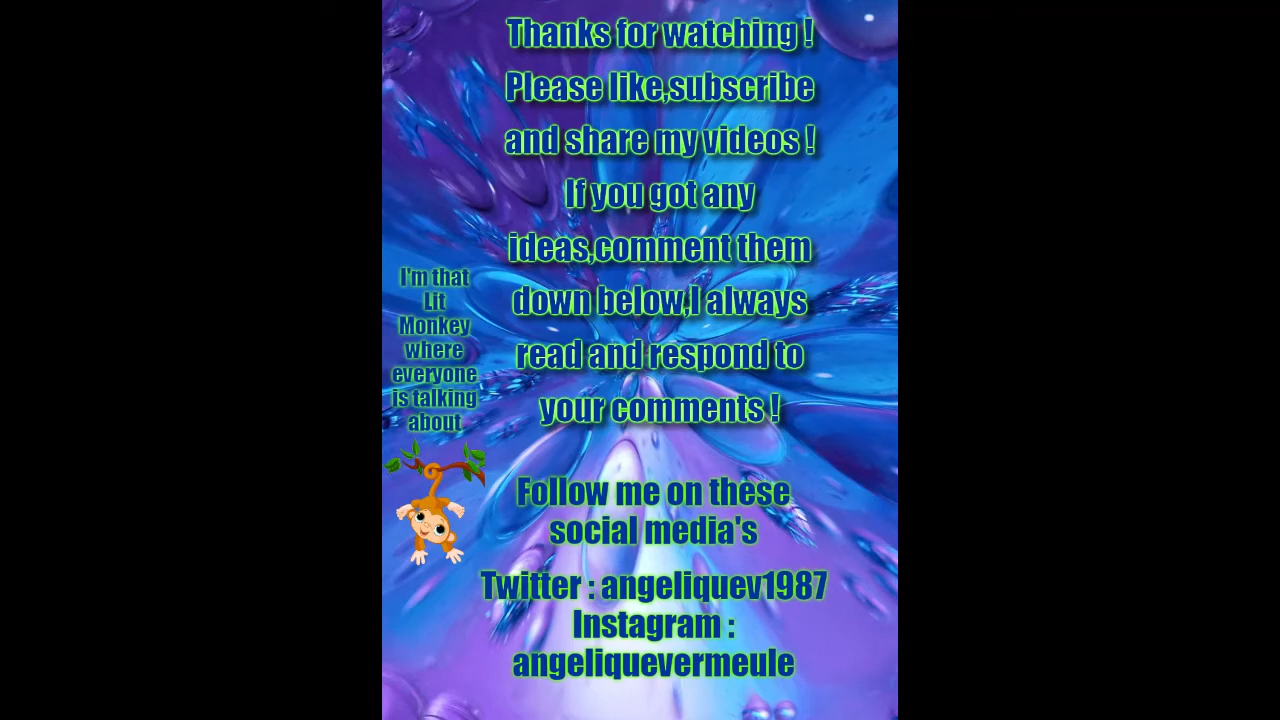 Thanks for watching !
Please like,subscribe
and share my videos !
If you got any
ideas,comment them
down below,I always
read and respond to
your comments !
I'm that
Lit
Monkey
where
everyone
is talking
about
Follow me on these
social media's
Twitter : angeliquev1987
Instagram :
angeliquevermeule